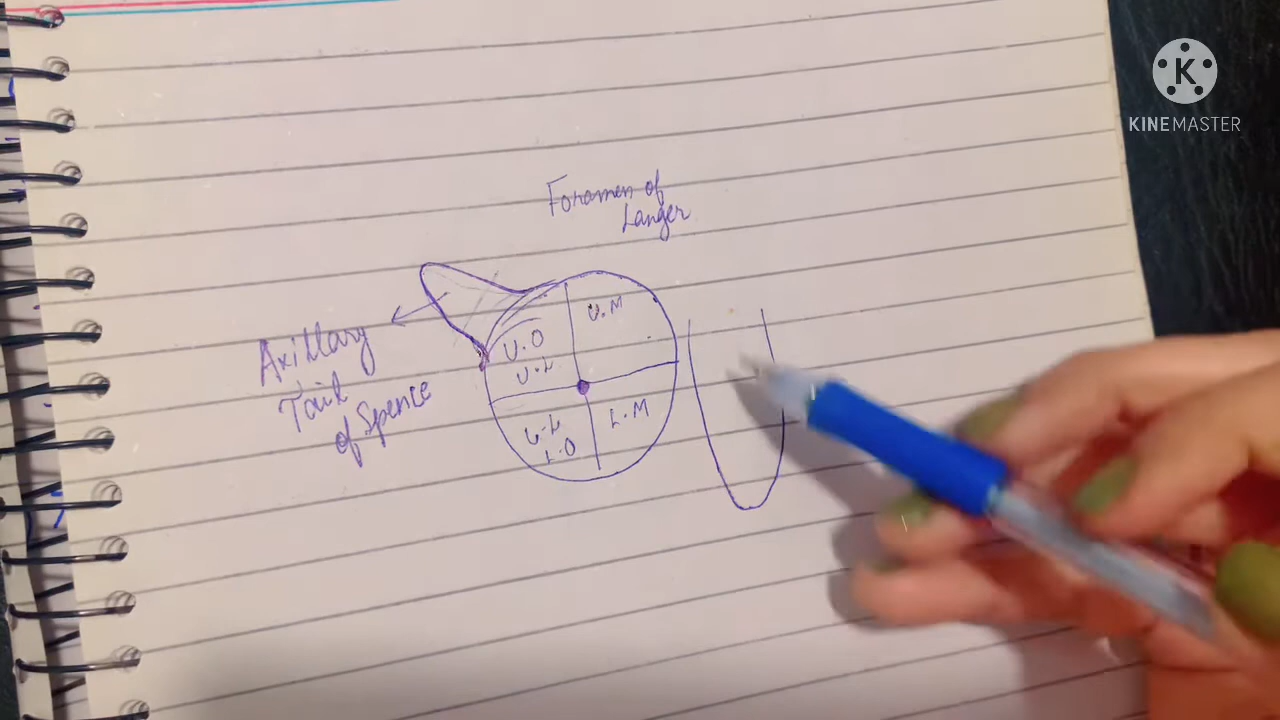 K
KINEMASTER
Foramen of
Langer
Axillary
Tail
of Spence
U.M
U.O
U.L
L.M
L.L
L.O